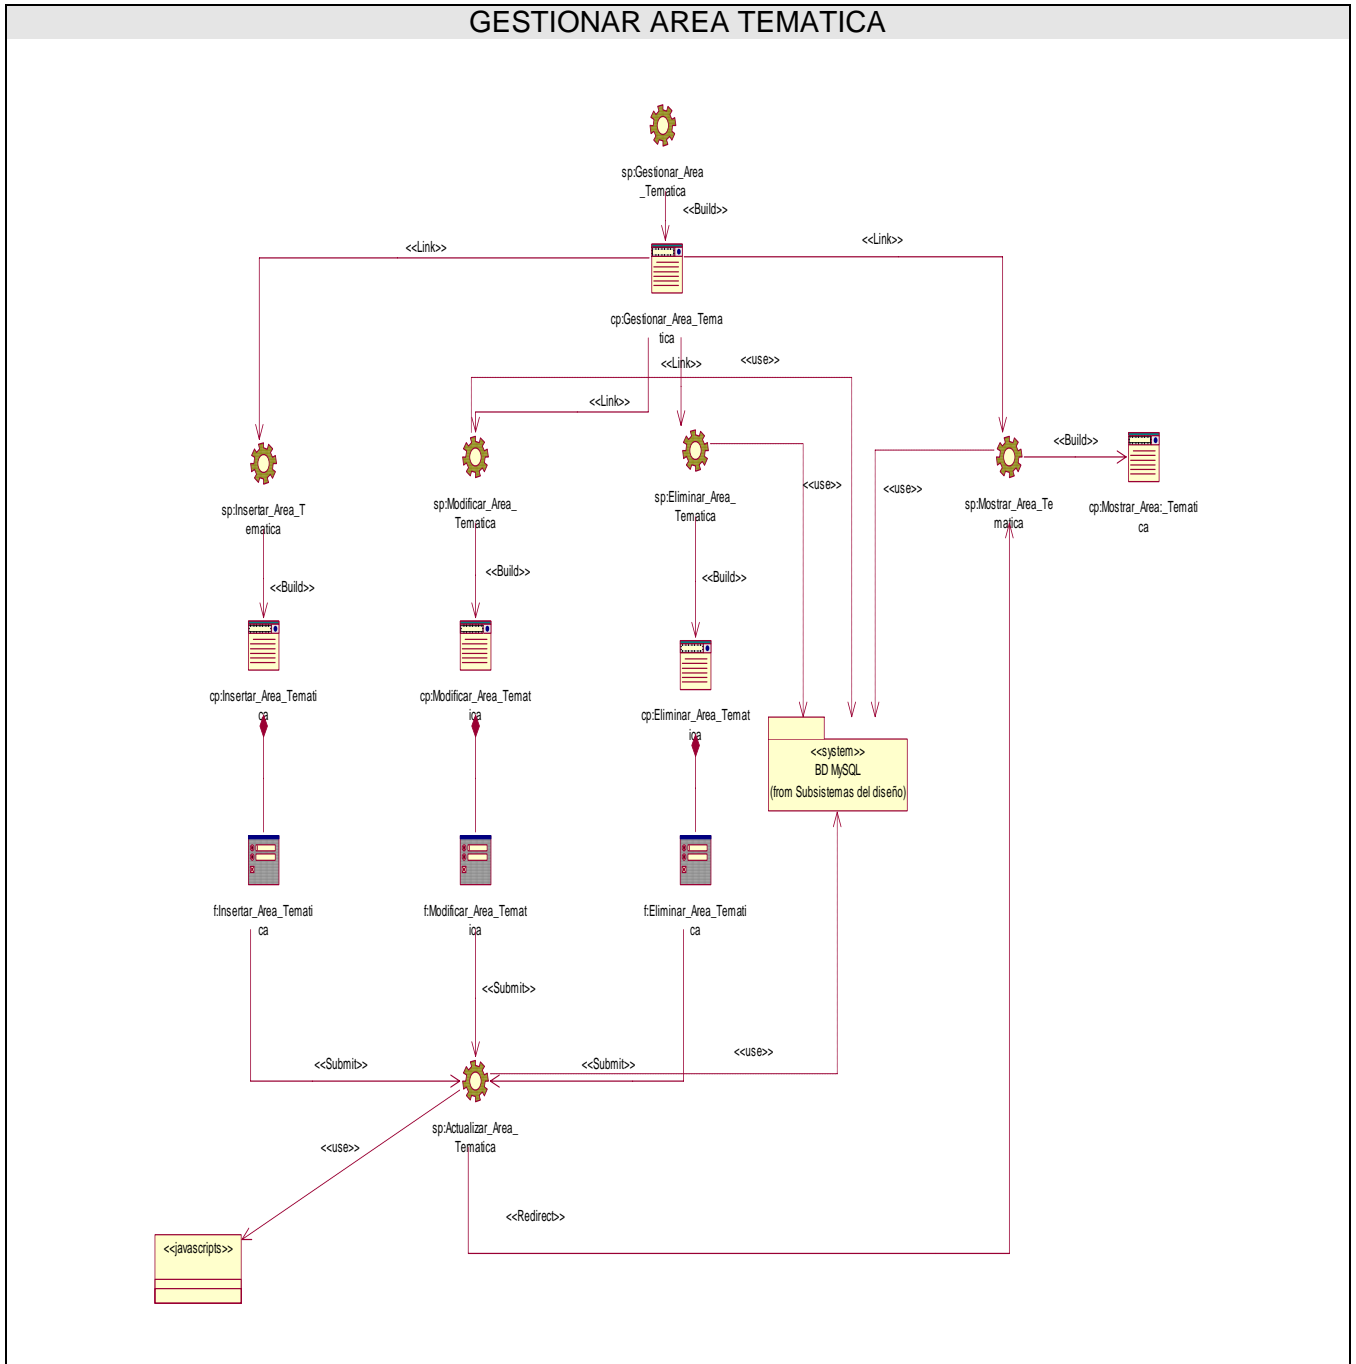 GESTIONAR AREA TEMATICA
sp:Gestionar_Area
_Tematica
<<Build>>
<<Link>>
<<Link>>
cp:Gestionar_Area_Tema
tica
<<Link>>
<<use>>
<<Link>>
<<Build>>
<<use>>
<<use>>
sp:Insertar_Area_T
ematica
sp:Modificar_Area_
Tematica
sp:Eliminar_Area_
Tematica
sp:Mostrar_Area_Te
matica
cp:Mostrar_Area:_Temati
ca
<<Build>>
<<Build>>
<<Build>>
cp:Insertar_Area_Temati
ca
cp:Modificar_Area_Temat
ica
cp:Eliminar_Area_Temat
ica
<<system>>
BD MySQL
(from Subsistemas del diseño)
f:Insertar_Area_Temati
ca
f:Modificar_Area_Temat
ica
f:Eliminar_Area_Temati
ca
<<Submit>>
<<Submit>>
<<Submit>>
<<use>>
sp:Actualizar_Area_
Tematica
<<use>>
<<Redirect>>
<<javascripts>>